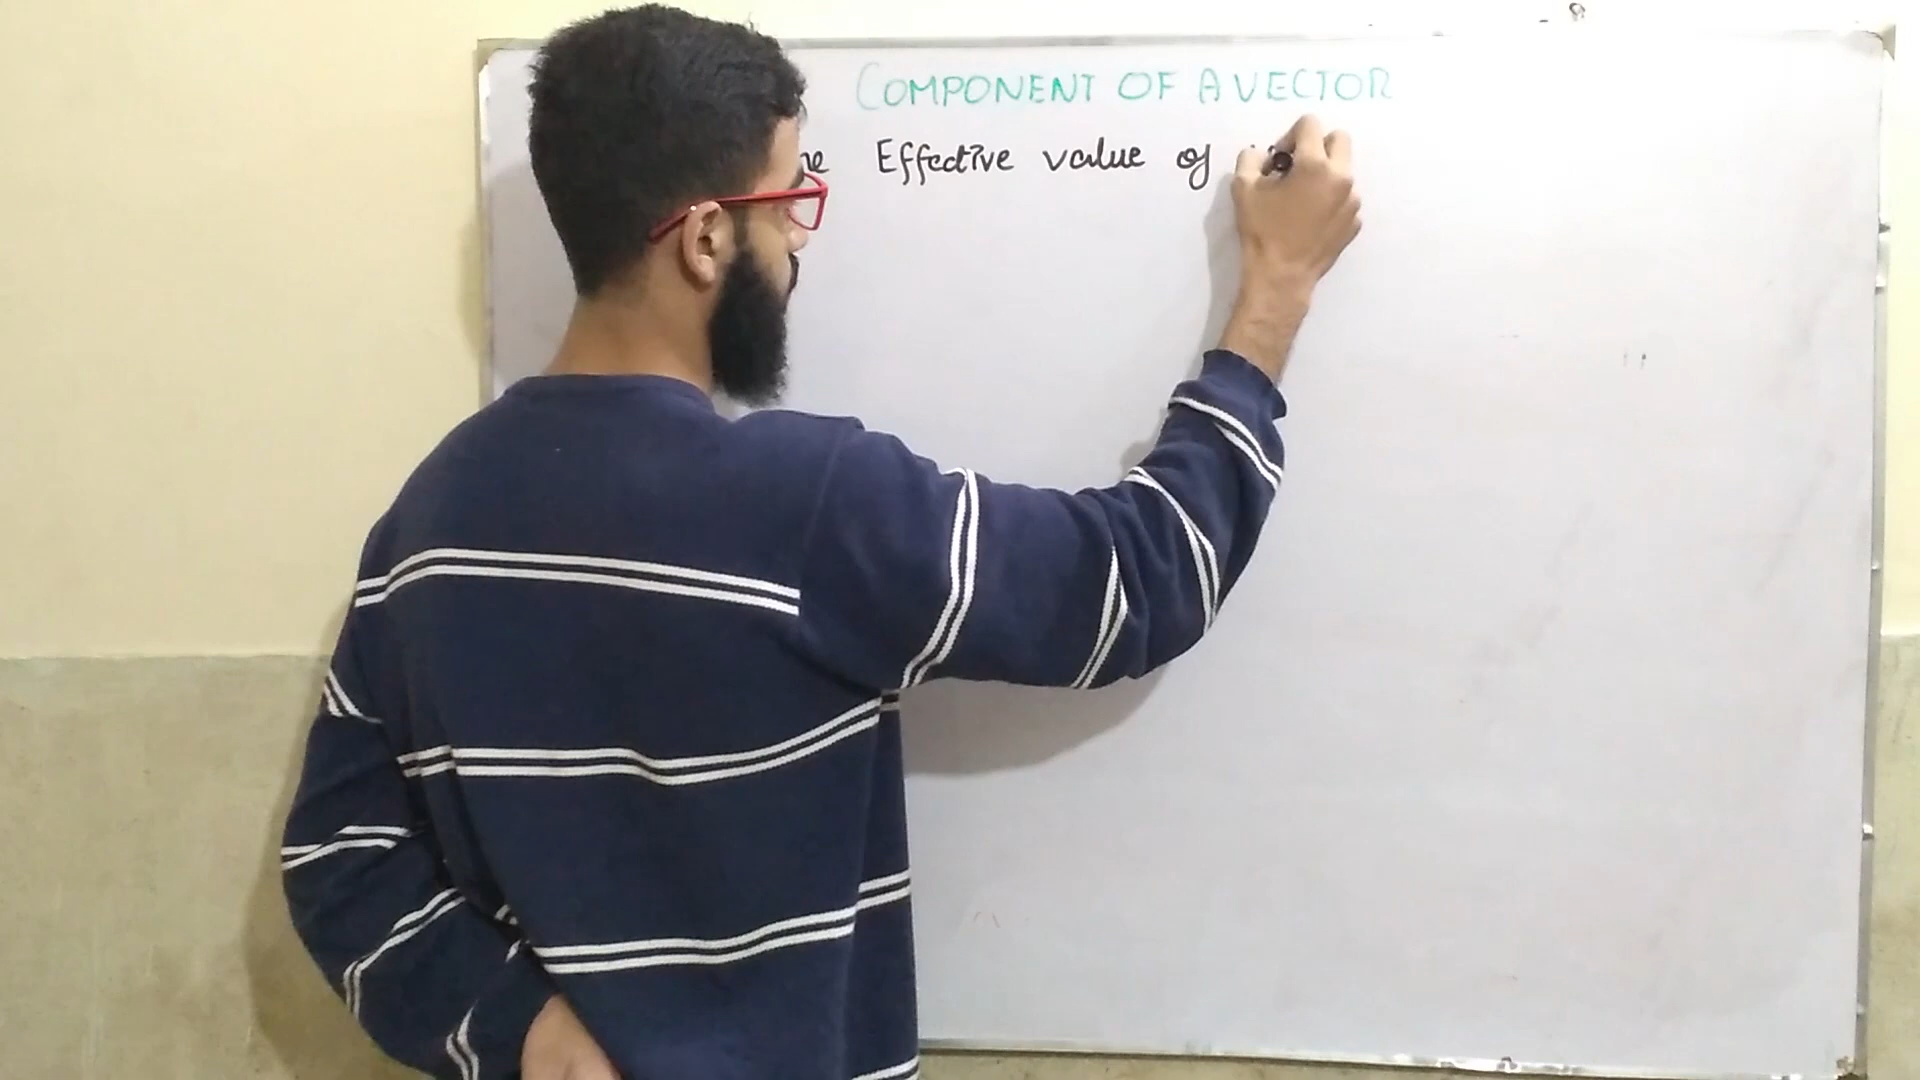 COMPONENT OF A VECTOR
Effective value of